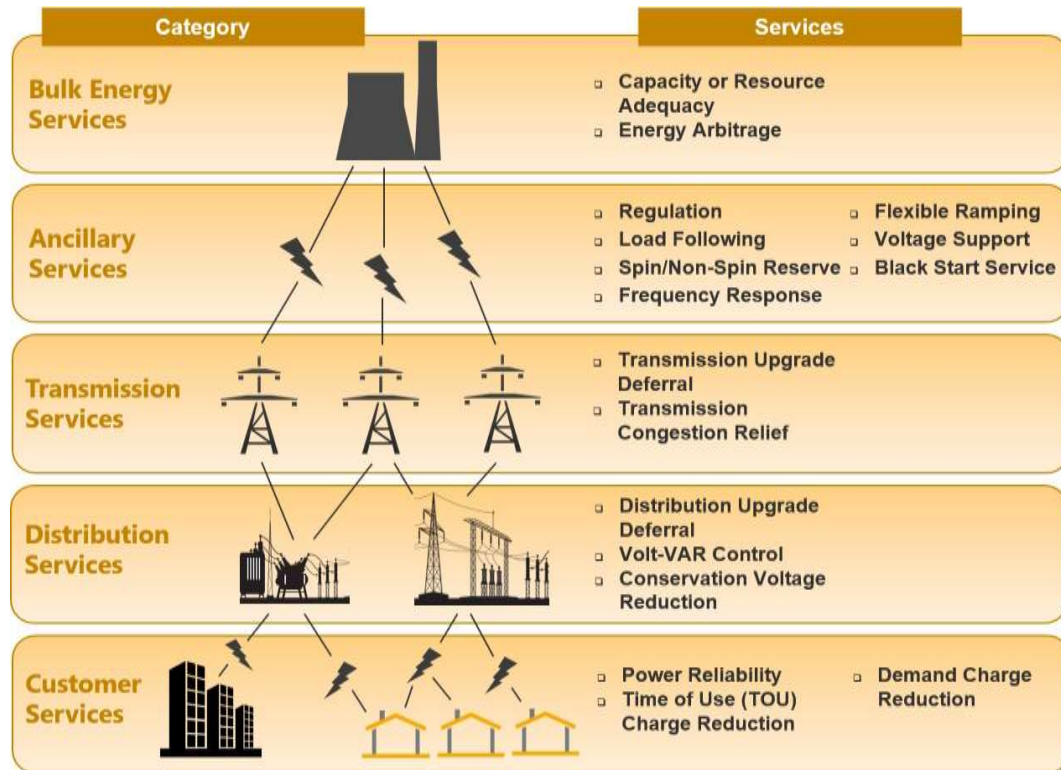 Category
Services
Bulk Energy
Services
Capacity or Resource
Adequacy
Energy Arbitrage
Ancillary
Services
Regulation
Load Following
Spin/Non-Spin Reserve
Frequency Response
Flexible Ramping
Voltage Support
Black Start Service
Transmission
Services
Transmission Upgrade
Deferral
Transmission
Congestion Relief
Distribution
Services
Distribution Upgrade
Deferral
Volt-VAR Control
Conservation Voltage
Reduction
Customer
Services
Power Reliability
Time of Use (TOU)
Charge Reduction
Demand Charge
Reduction